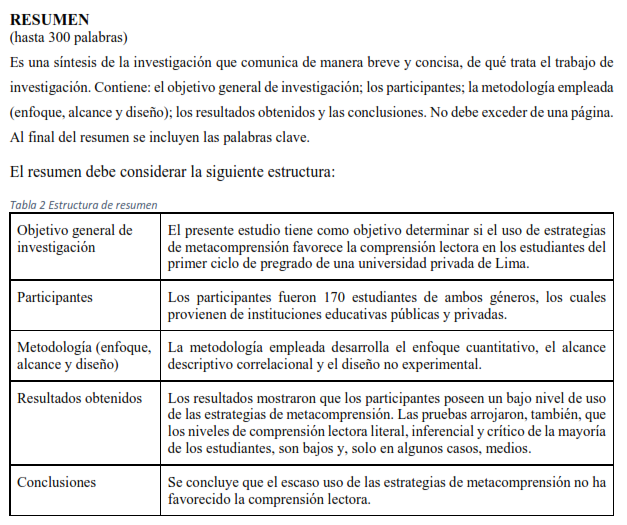 RESUMEN
(hasta 300 palabras)
Es una síntesis de la investigación que comunica de manera breve y concisa, de qué trata el trabajo de
investigación. Contiene: el objetivo general de investigación; los participantes; la metodología empleada
(enfoque, alcance y diseño); los resultados obtenidos y las conclusiones. No debe exceder de una página.
Al final del resumen se incluyen las palabras clave.
El resumen debe considerar la siguiente estructura:
Tabla 2 Estructura de resumen
Objetivo general de
investigación
El presente estudio tiene como objetivo determinar si el uso de estrategias
de metacomprensión favorece la comprensión lectora en los estudiantes del
primer ciclo de pregrado de una universidad privada de Lima.
Participantes
Los participantes fueron 170 estudiantes de ambos géneros, los cuales
provienen de instituciones educativas públicas y privadas.
Metodología (enfoque,
alcance y diseño)
La metodología empleada desarrolla el enfoque cuantitativo, el alcance
descriptivo correlacional y el diseño no experimental.
Resultados obtenidos
Los resultados mostraron que los participantes poseen un bajo nivel de uso
de las estrategias de metacomprensión. Las pruebas arrojaron, también, que
los niveles de comprensión lectora literal, inferencial y crítico de la mayoría
de los estudiantes, son bajos y, solo en algunos casos, medios.
Conclusiones
Se concluye que el escaso uso de las estrategias de metacomprensión no ha
favorecido la comprensión lectora.